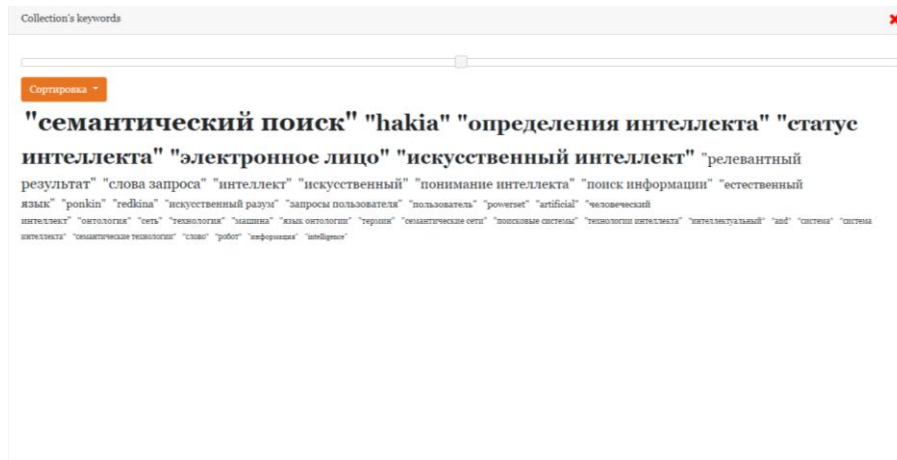 Collection's keywords
Сортировка
"семантический поиск" "hakia" "определения интеллекта" "статус
интеллекта" "электронное лицо" "искусственный интеллект" "релевантный
результат" "слова запроса" "интеллект" "искусственный" "понимание интеллекта" "поиск информации" "естественный
язык" "ponkin" "redkina" "искусственный разум" "запросы пользователя" "пользователь" "powerset" "artificial" "человеческий
интеллект" "онтология" "сеть" "технология" "машина" "язык онтологии" "термин" "семантические сети" "поисковые системы" "технологии интеллекта" "интеллектуальный" "and" "система" "система
интеллекта" "семантические технологии" "слово" "робот" "информация" "intelligence"